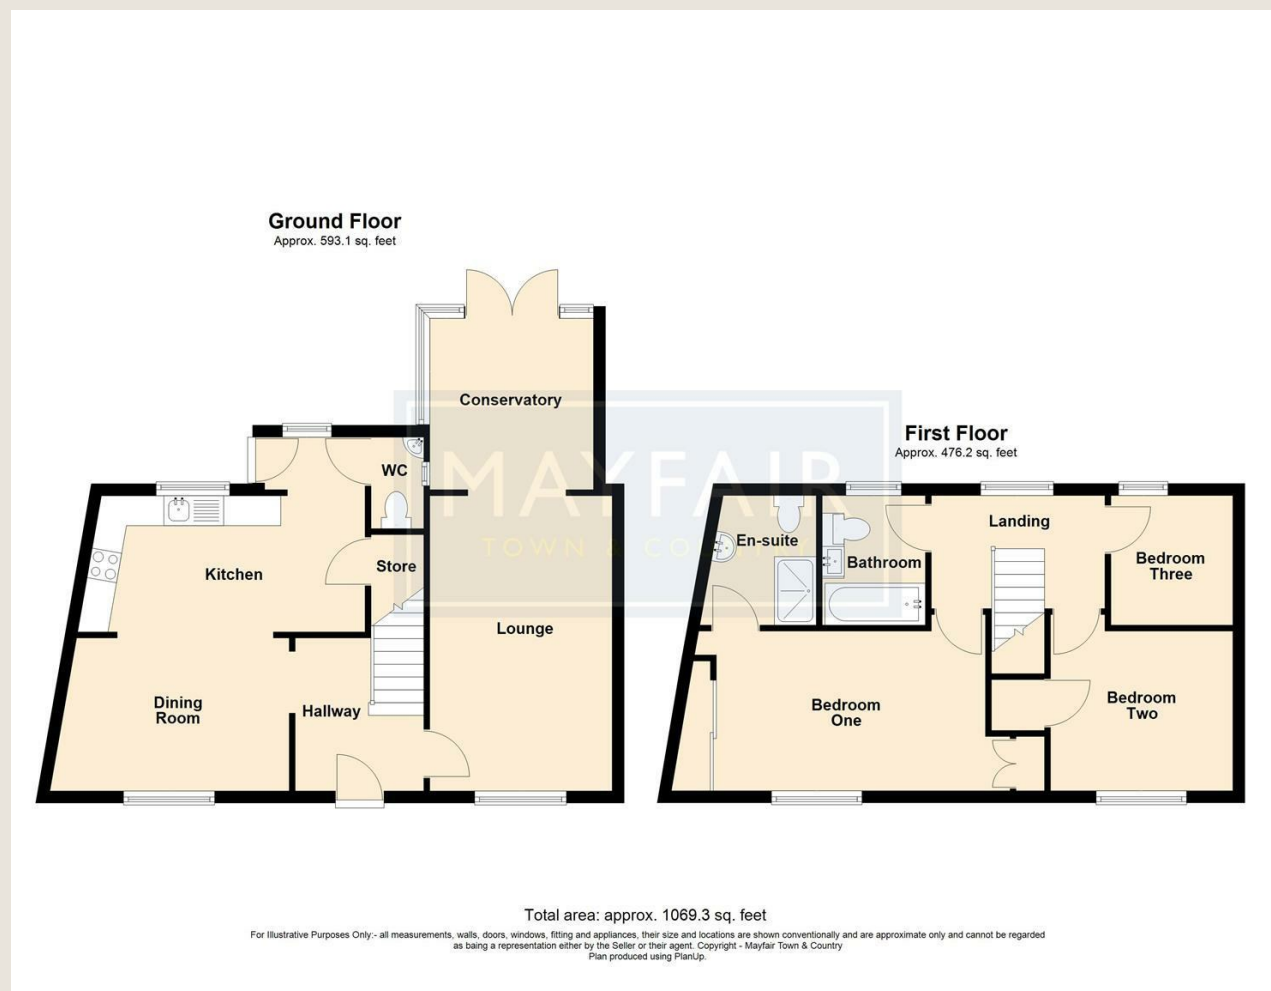 Ground Floor
Approx. 593.1 sq. feet
Conservatory
WC
Store
Kitchen
Lounge
Dining
Room
Hallway
MAYFAIR
TOWN & COUNTRY
First Floor
Approx. 476.2 sq. feet
Landing
En-suite
Bathroom
Bedroom
Three
Bedroom
One
Bedroom
Two
Total area: approx. 1069.3 sq. feet
For Illustrative Purposes Only:- all measurements, walls, doors, windows, fitting and appliances, their size and locations are shown conventionally and are approximate only and cannot be regarded
as being a representation either by the Seller or their agent. Copyright - Mayfair Town & Country
Plan produced using PlanUp.